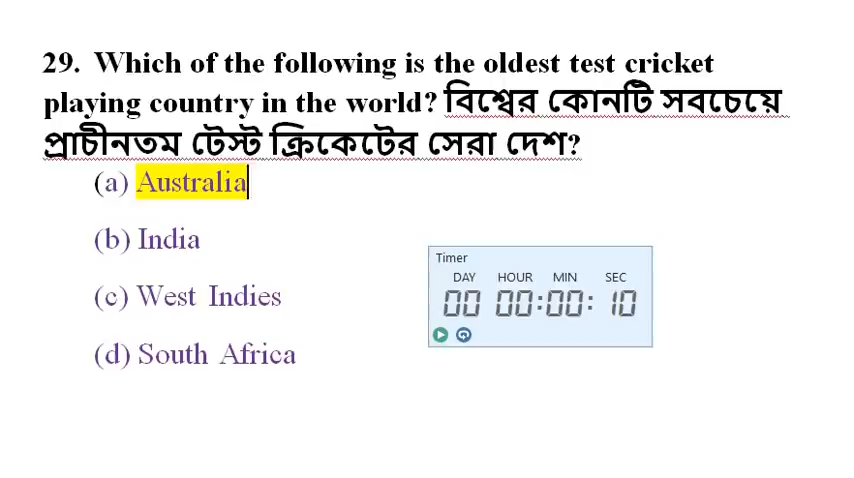 29. Which of the following is the oldest test cricket
playing country in the world? বিশ্বের কোনটি সবচেয়ে
প্রাচীনতম টেস্ট ক্রিকেটের সেরা দেশ?
(a) Australia
(b) India
(c) West Indies
(d) South Africa
Timer
DAY HOUR MIN SEC
00 00:00: 10